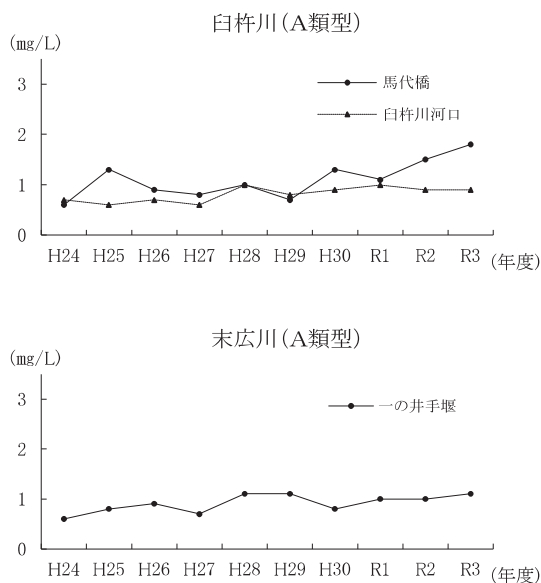 臼杵川(A類型)
(mg/L)
馬代橋
臼杵川河口
3
2
1
0
H24 H25 H26 H27 H28 H29 H30 R1 R2 R3 (年度)
末広川(A類型)
(mg/L)
一の井手堰
3
2
1
0
H24 H25 H26 H27 H28 H29 H30 R1 R2 R3 (年度)